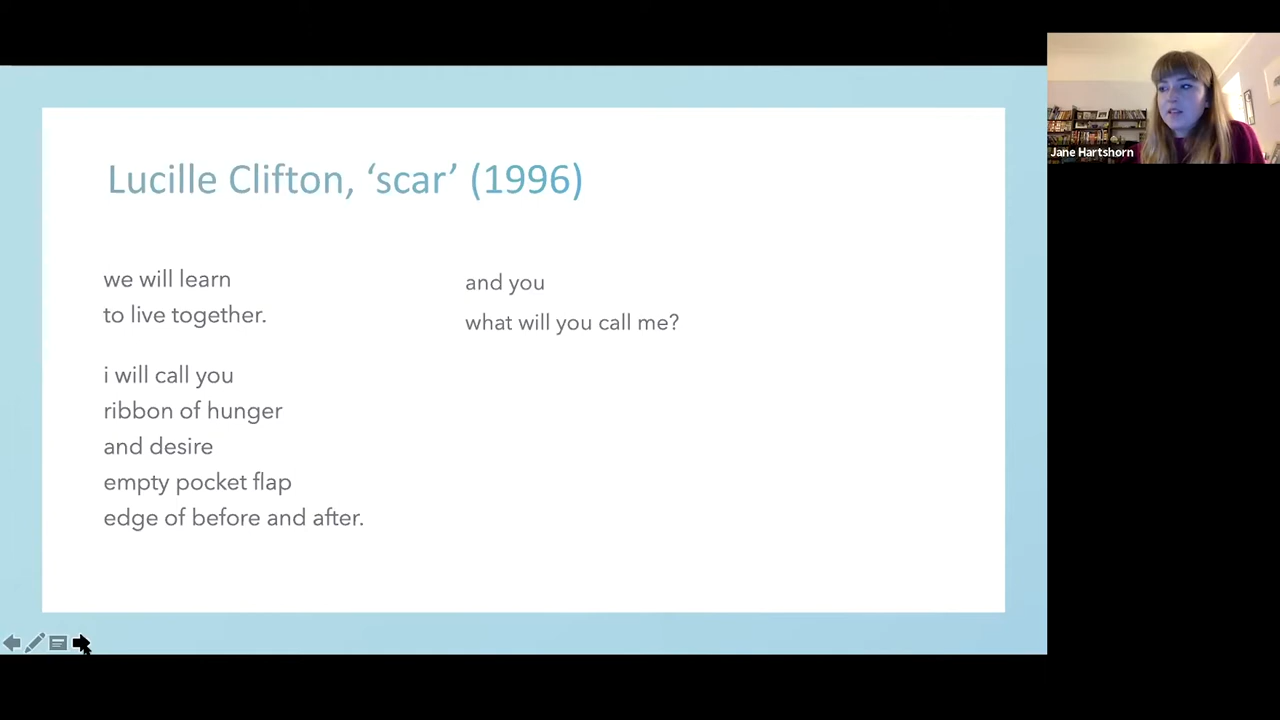 Lucille Clifton, ‘scar’ (1996)
we will learn
to live together.
i will call you
ribbon of hunger
and desire
empty pocket flap
edge of before and after.
and you
what will you call me?
Jane Hartshorn